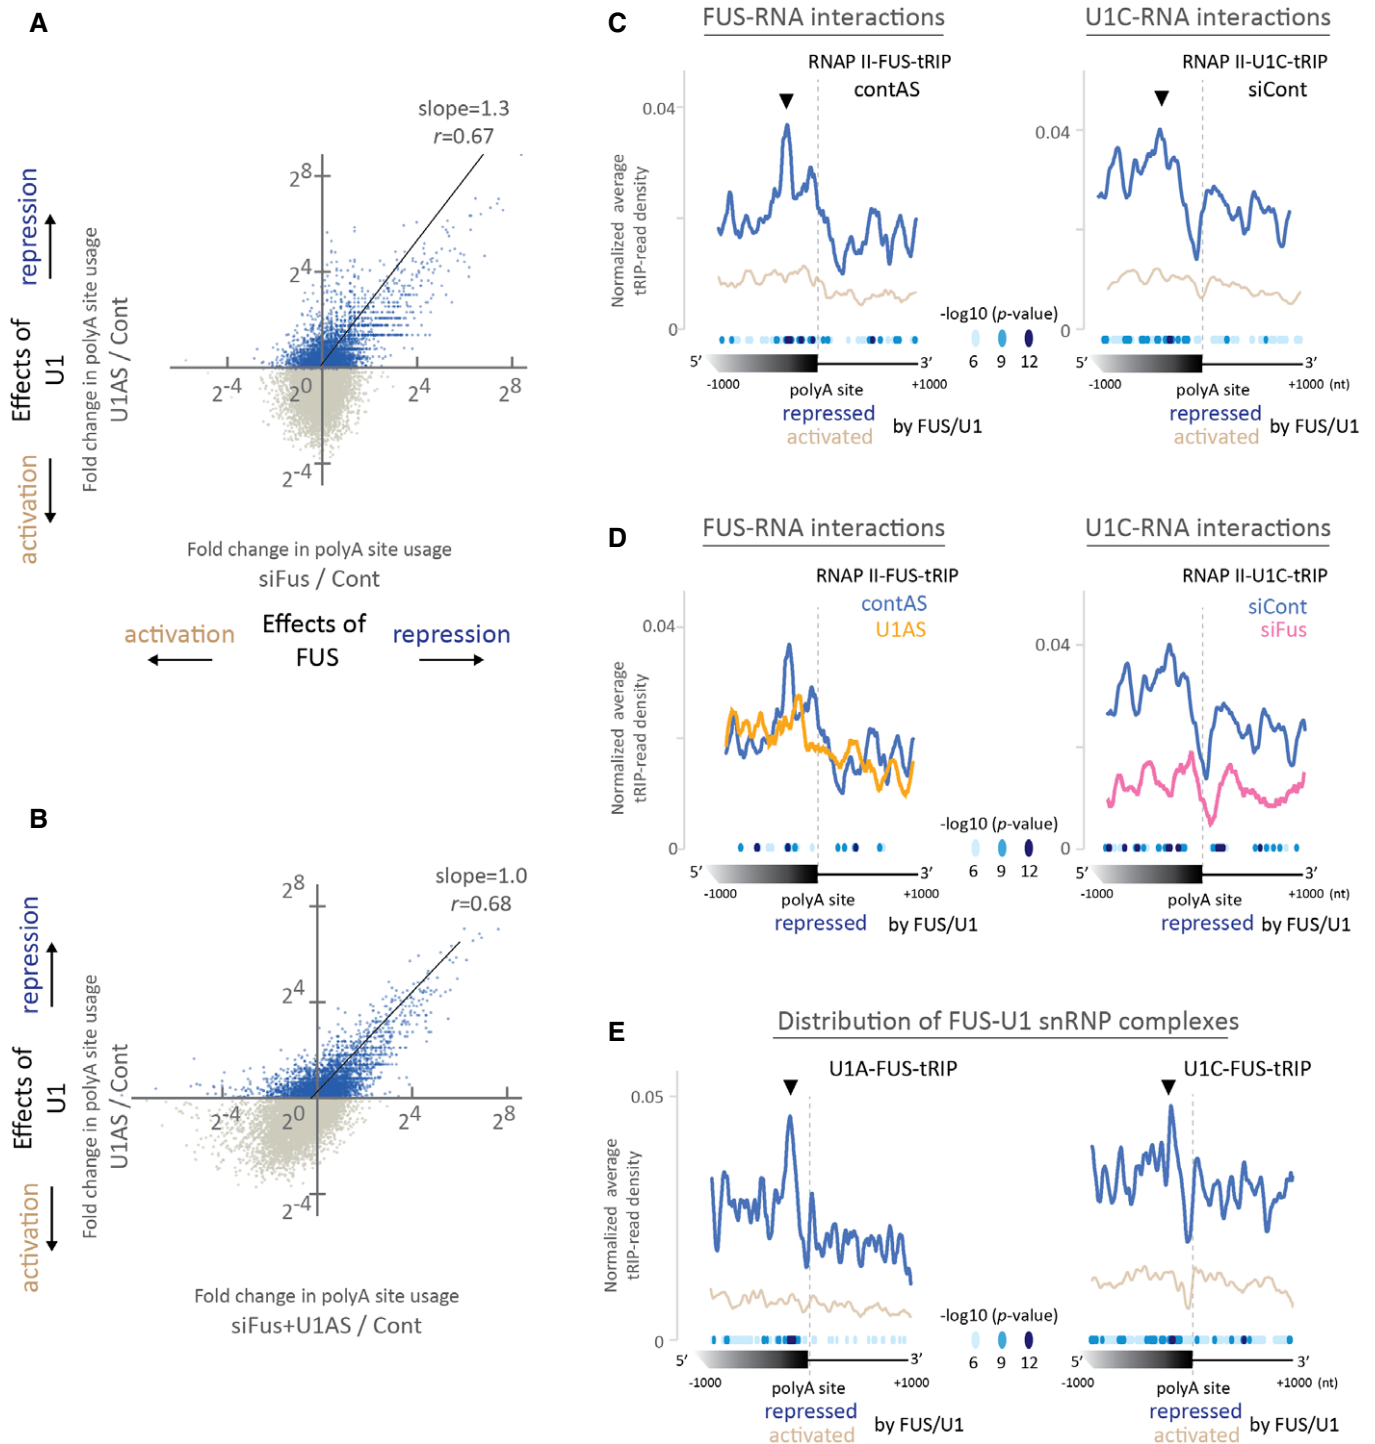 A
slope=1.3
r=0.67
2^8
2^4
2^-4
2^0
2^4
2^8
2^-4
Effects of
U1
repression
activation
Fold change in polyA site usage
U1AS / Cont
Fold change in polyA site usage
siFus / Cont
activation
Effects of
FUS
repression
B
slope=1.0
r=0.68
2^8
2^4
2^-4
2^0
2^4
2^8
2^-4
Effects of
U1
repression
activation
Fold change in polyA site usage
U1AS / Cont
Fold change in polyA site usage
siFus+U1AS / Cont
C
FUS-RNA interactions
RNAP II-FUS-tRIP
contAS
0.04
0
Normalized average
tRIP-read density
5’
3’
-1000
polyA site
+1000
repressed
activated
by FUS/U1
-log10 (p-value)
6 9 12
U1C-RNA interactions
RNAP II-U1C-tRIP
siCont
0.04
0
5’
3’
-1000
polyA site
+1000 (nt)
repressed
activated
by FUS/U1
D
FUS-RNA interactions
RNAP II-FUS-tRIP
contAS
U1AS
0.04
0
Normalized average
tRIP-read density
5’
3’
-1000
polyA site
+1000
repressed by FUS/U1
-log10 (p-value)
6 9 12
U1C-RNA interactions
RNAP II-U1C-tRIP
siCont
siFus
0.04
0
5’
3’
-1000
polyA site
+1000 (nt)
repressed by FUS/U1
E
Distribution of FUS-U1 snRNP complexes
U1A-FUS-tRIP
0.05
0
Normalized average
tRIP-read density
5’
3’
-1000
polyA site
+1000
repressed
activated
by FUS/U1
-log10 (p-value)
6 9 12
U1C-FUS-tRIP
5’
3’
-1000
polyA site
+1000 (nt)
repressed
activated
by FUS/U1